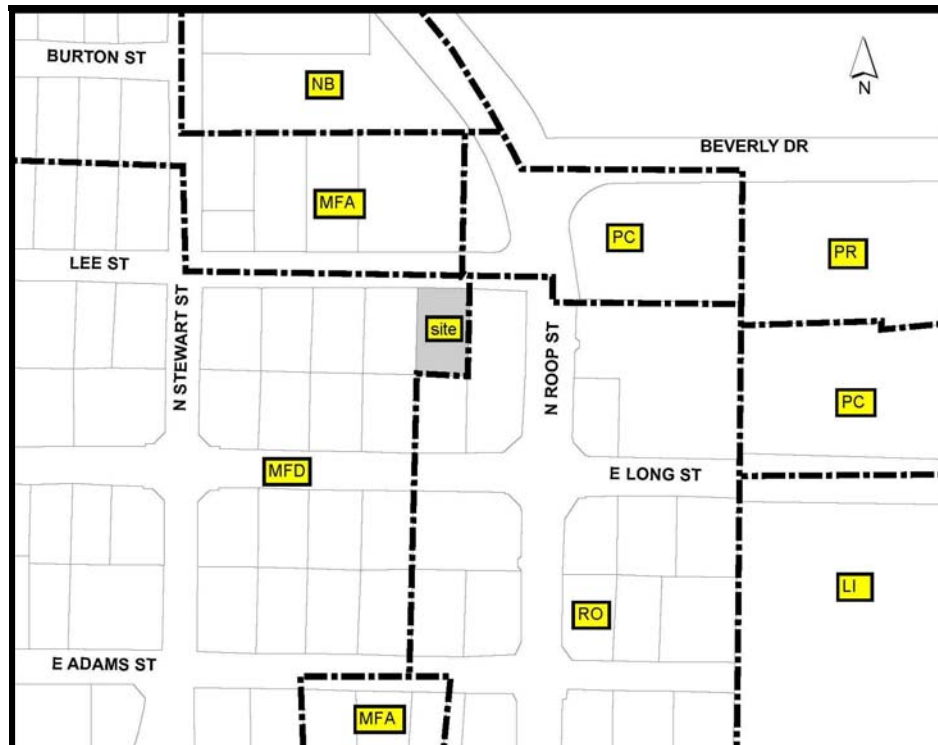 BURTON ST
NB
N
BEVERLY DR
MFA
PC
PR
LEE ST
site
N STEWART ST
N ROOP ST
PC
MFD
E LONG ST
LI
RO
E ADAMS ST
MFA